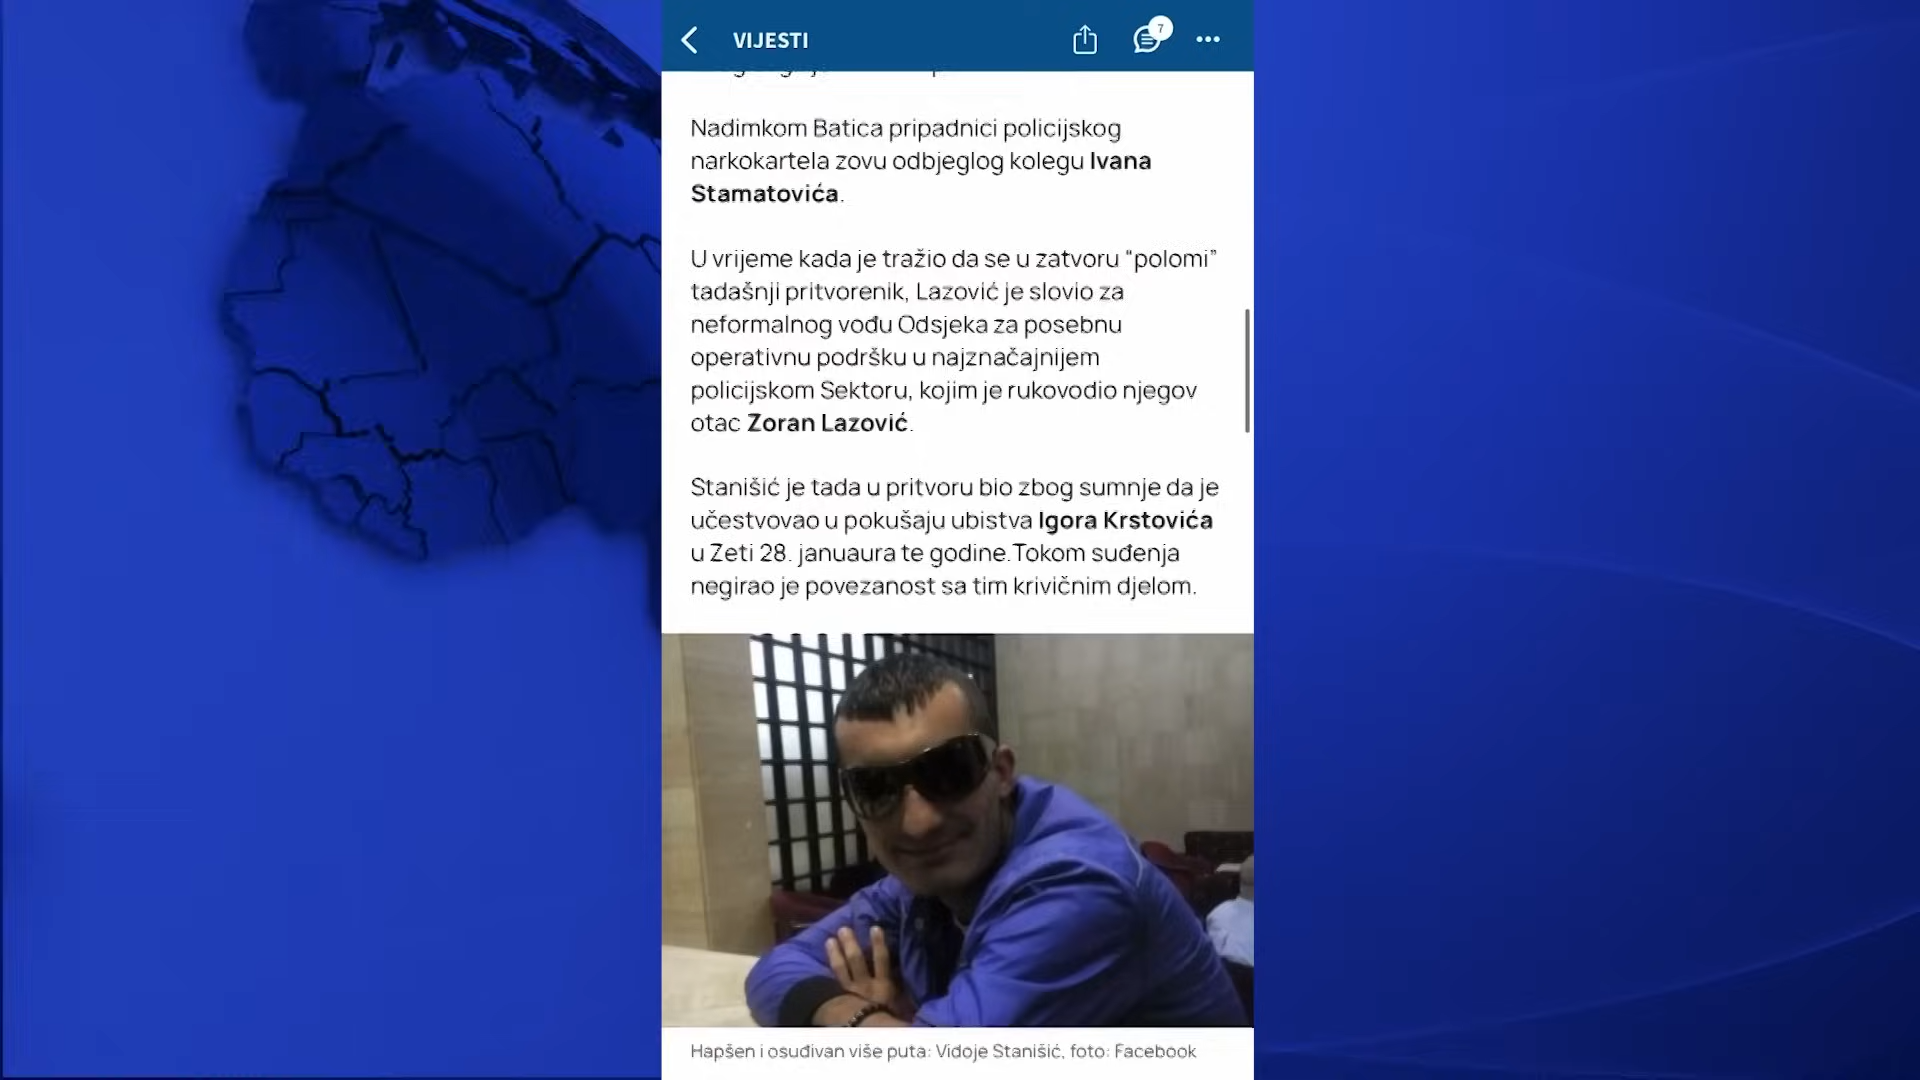 VIJESTI
7
Nadimkom Batica pripadnici policijskog
narkokartela zovu odbjeglog kolegu Ivana
Stamatovića.
U vrijeme kada je tražio da se u zatvoru “polomi”
tadašnji pritvorenik, Lazović je slovio za
neformalnog vođu Odsjeka za posebnu
operativnu podršku u najznačajnijem
policijskom Sektoru, kojim je rukovodio njegov
otac Zoran Lazović.
Stanišić je tada u pritvoru bio zbog sumnje da je
učestvovao u pokušaju ubistva Igora Krstovića
u Zeti 28. januaura te godine.Tokom suđenja
negirao je povezanost sa tim krivičnim djelom.
Hapšen i osuđivan više puta: Vidoje Stanišić, foto: Facebook